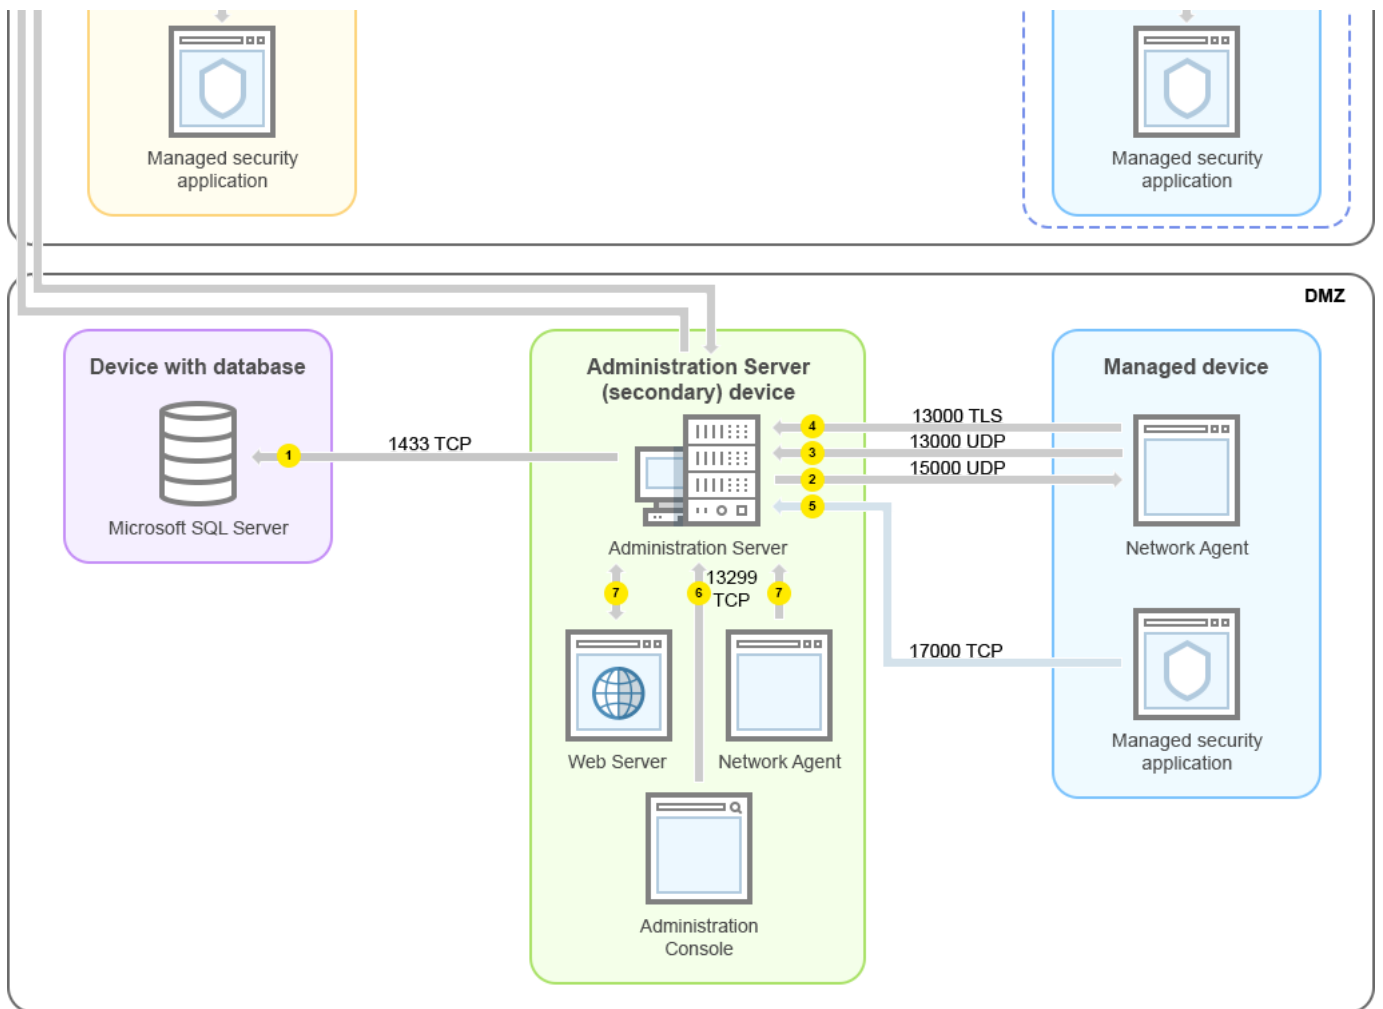 Managed security
application
Managed security
application
DMZ
Device with database
1
1433 TCP
Microsoft SQL Server
Administration Server
(secondary) device
Administration Server
4
13000 TLS
3
13000 UDP
2
15000 UDP
5
17000 TCP
7
6
13299
TCP
7
Web Server
Network Agent
Administration
Console
Managed device
Network Agent
Managed security
application